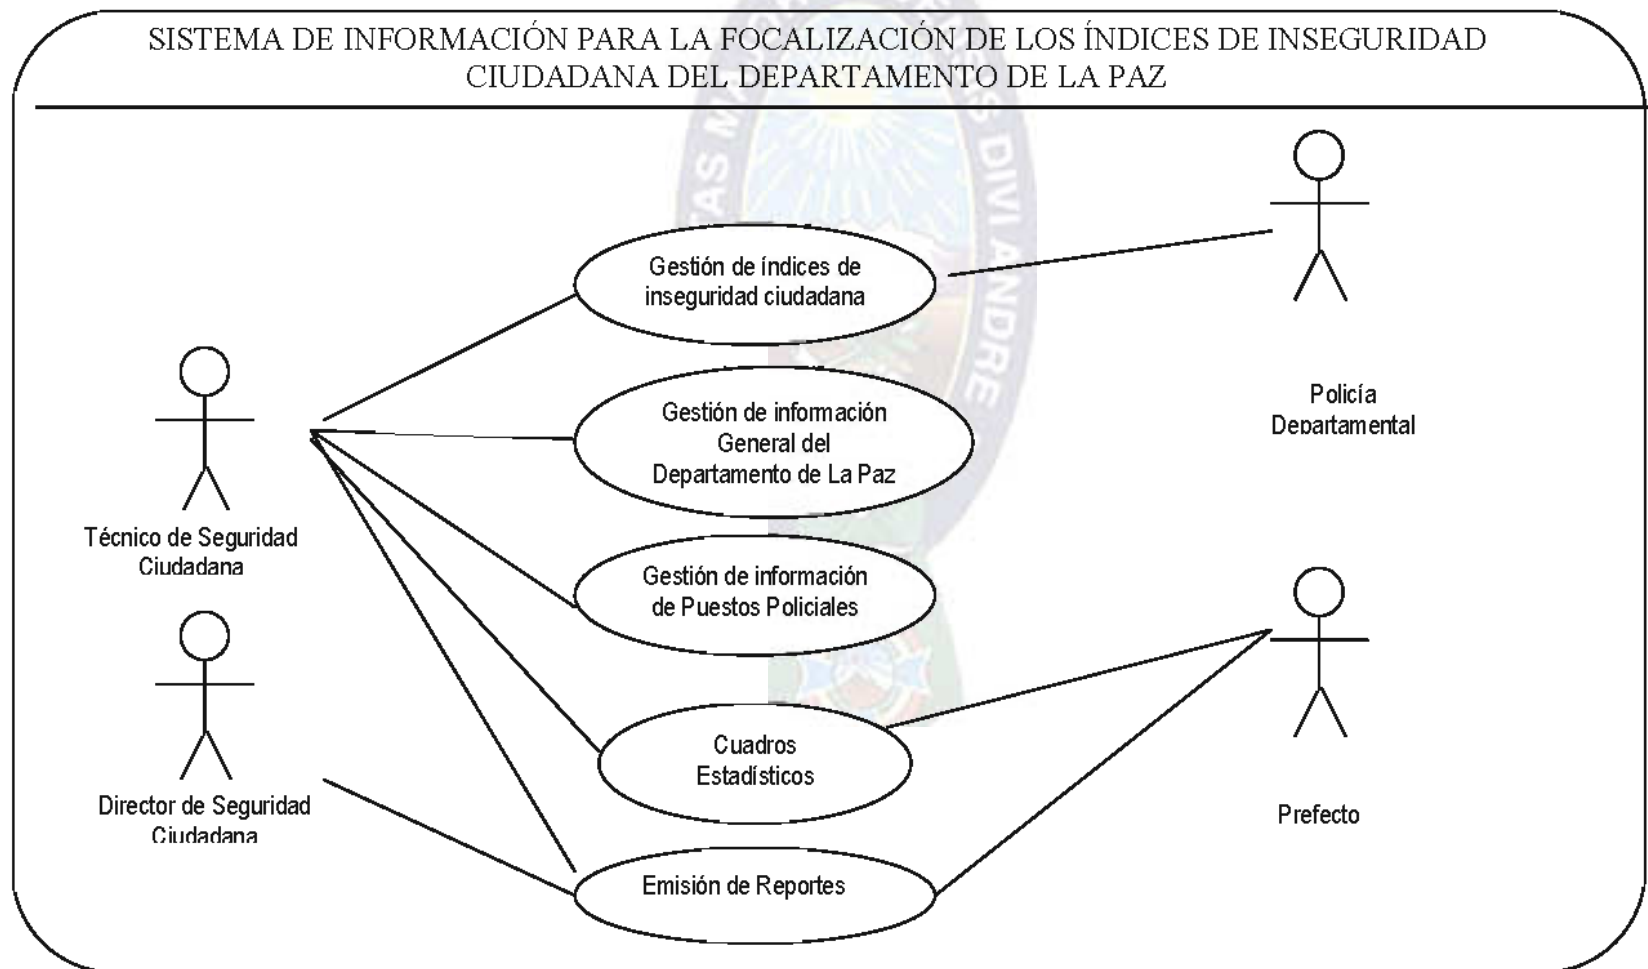 SISTEMA DE INFORMACIÓN PARA LA FOCALIZACIÓN DE LOS ÍNDICES DE INSEGURIDAD
CIUDADANA DEL DEPARTAMENTO DE LA PAZ
Gestión de índices de
inseguridad ciudadana
Policía
Departamental
Gestión de información
General del
Departamento de La Paz
Técnico de Seguridad
Ciudadana
Gestión de información
de Puestos Policiales
Cuadros
Estadísticos
Director de Seguridad
Ciudadana
Prefecto
Emisión de Reportes
DIVI ANDRE